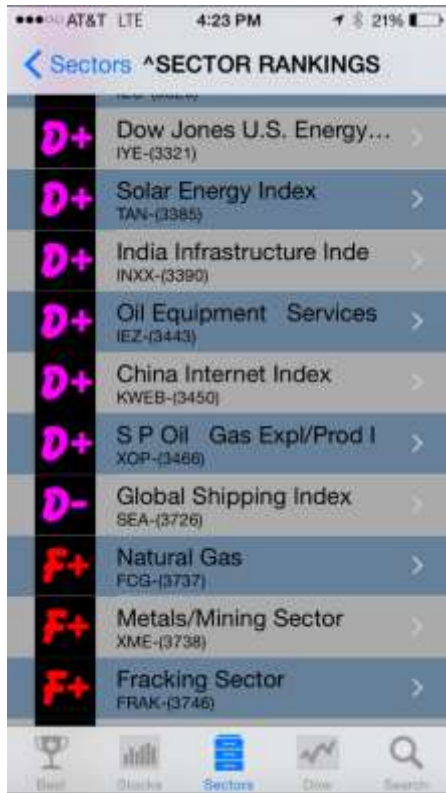 AT&T LTE 4:23 PM 21%
Sectors ^SECTOR RANKINGS
D+ Dow Jones U.S. Energy...
IYE-(3321)
D+ Solar Energy Index
TAN-(3385)
D+ India Infrastructure Inde
INXX-(3390)
D+ Oil Equipment Services
IEZ-(3443)
D+ China Internet Index
KWEB-(3450)
D+ S P Oil Gas Expl/Prod I
XOP-(3466)
D- Global Shipping Index
SEA-(3726)
F+ Natural Gas
FCG-(3737)
F+ Metals/Mining Sector
XME-(3738)
F+ Fracking Sector
FRAK-(3746)
Best Stocks Sectors Dow Search